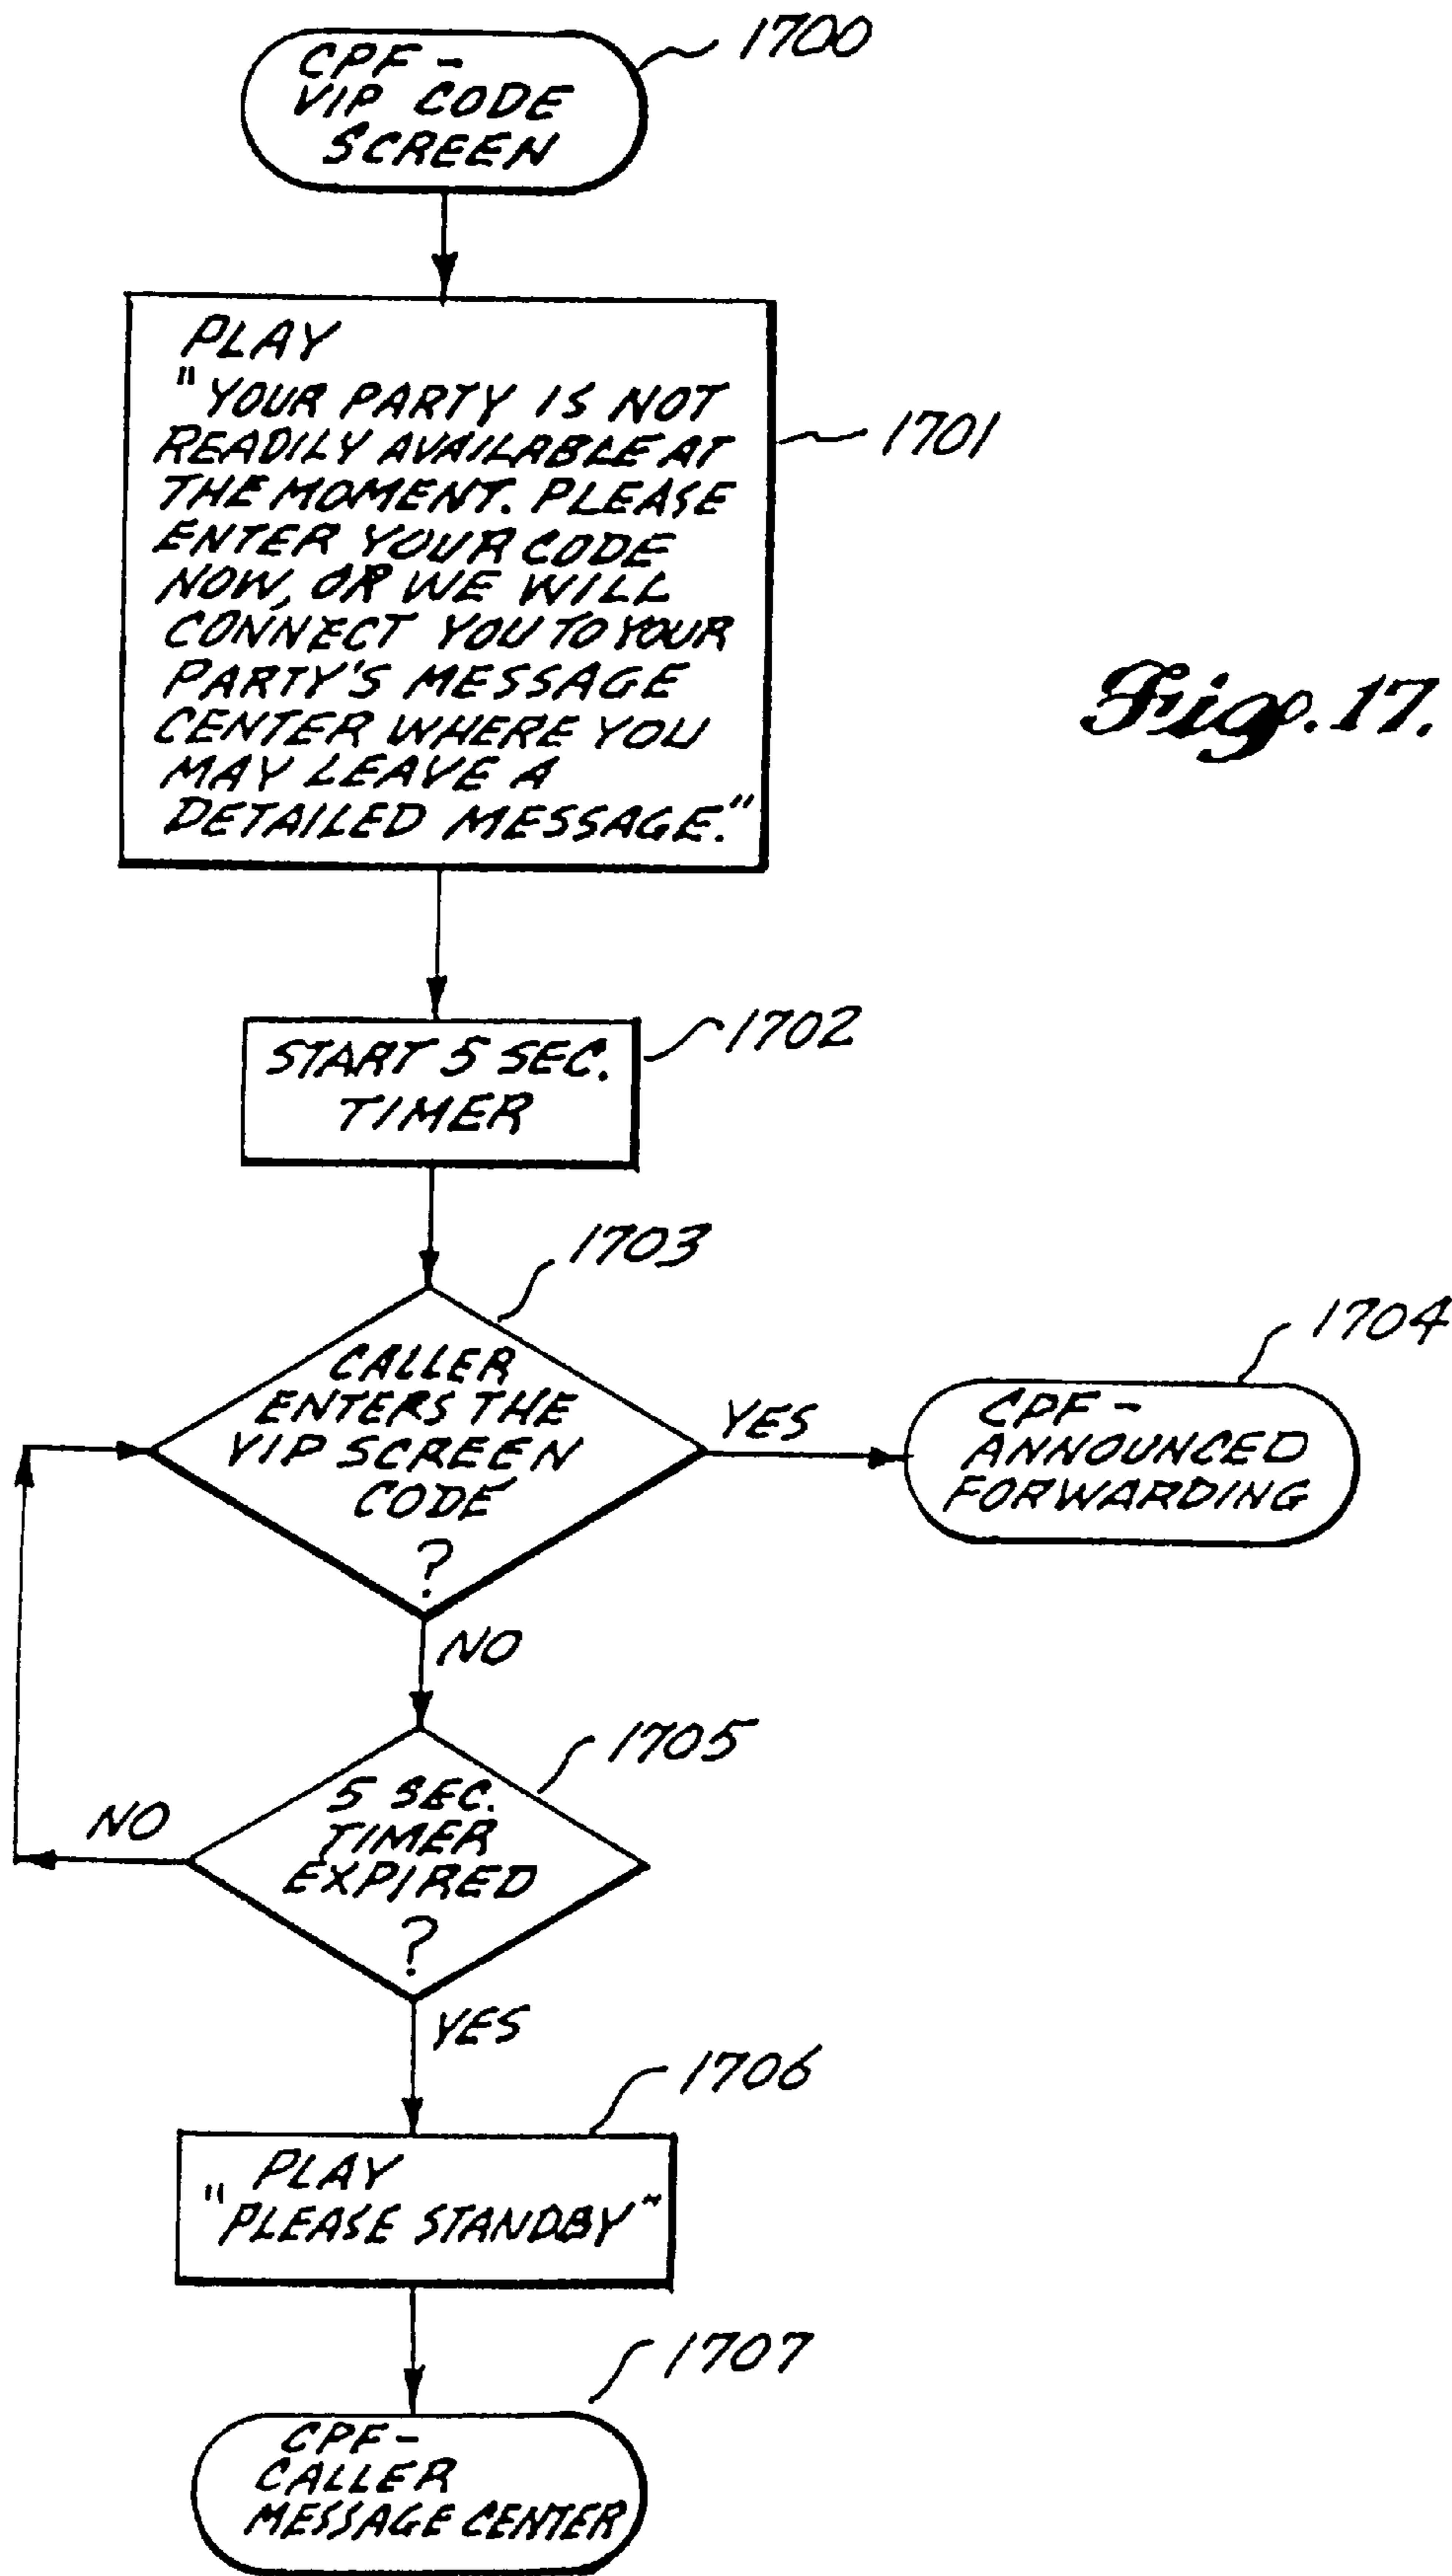 CPF -
VIP CODE
SCREEN
1700
PLAY
"YOUR PARTY IS NOT
READILY AVAILABLE AT
THE MOMENT. PLEASE
ENTER YOUR CODE
NOW, OR WE WILL
CONNECT YOU TO YOUR
PARTY'S MESSAGE
CENTER WHERE YOU
MAY LEAVE A
DETAILED MESSAGE."
1701
Fig. 17.
START 5 SEC.
TIMER
1702
1703
CALLER
ENTERS THE
VIP SCREEN
CODE
?
YES
1704
CPF -
ANNOUNCED
FORWARDING
NO
1705
5 SEC.
TIMER
EXPIRED
?
NO
YES
1706
PLAY
"PLEASE STANDBY"
1707
CPF -
CALLER
MESSAGE CENTER